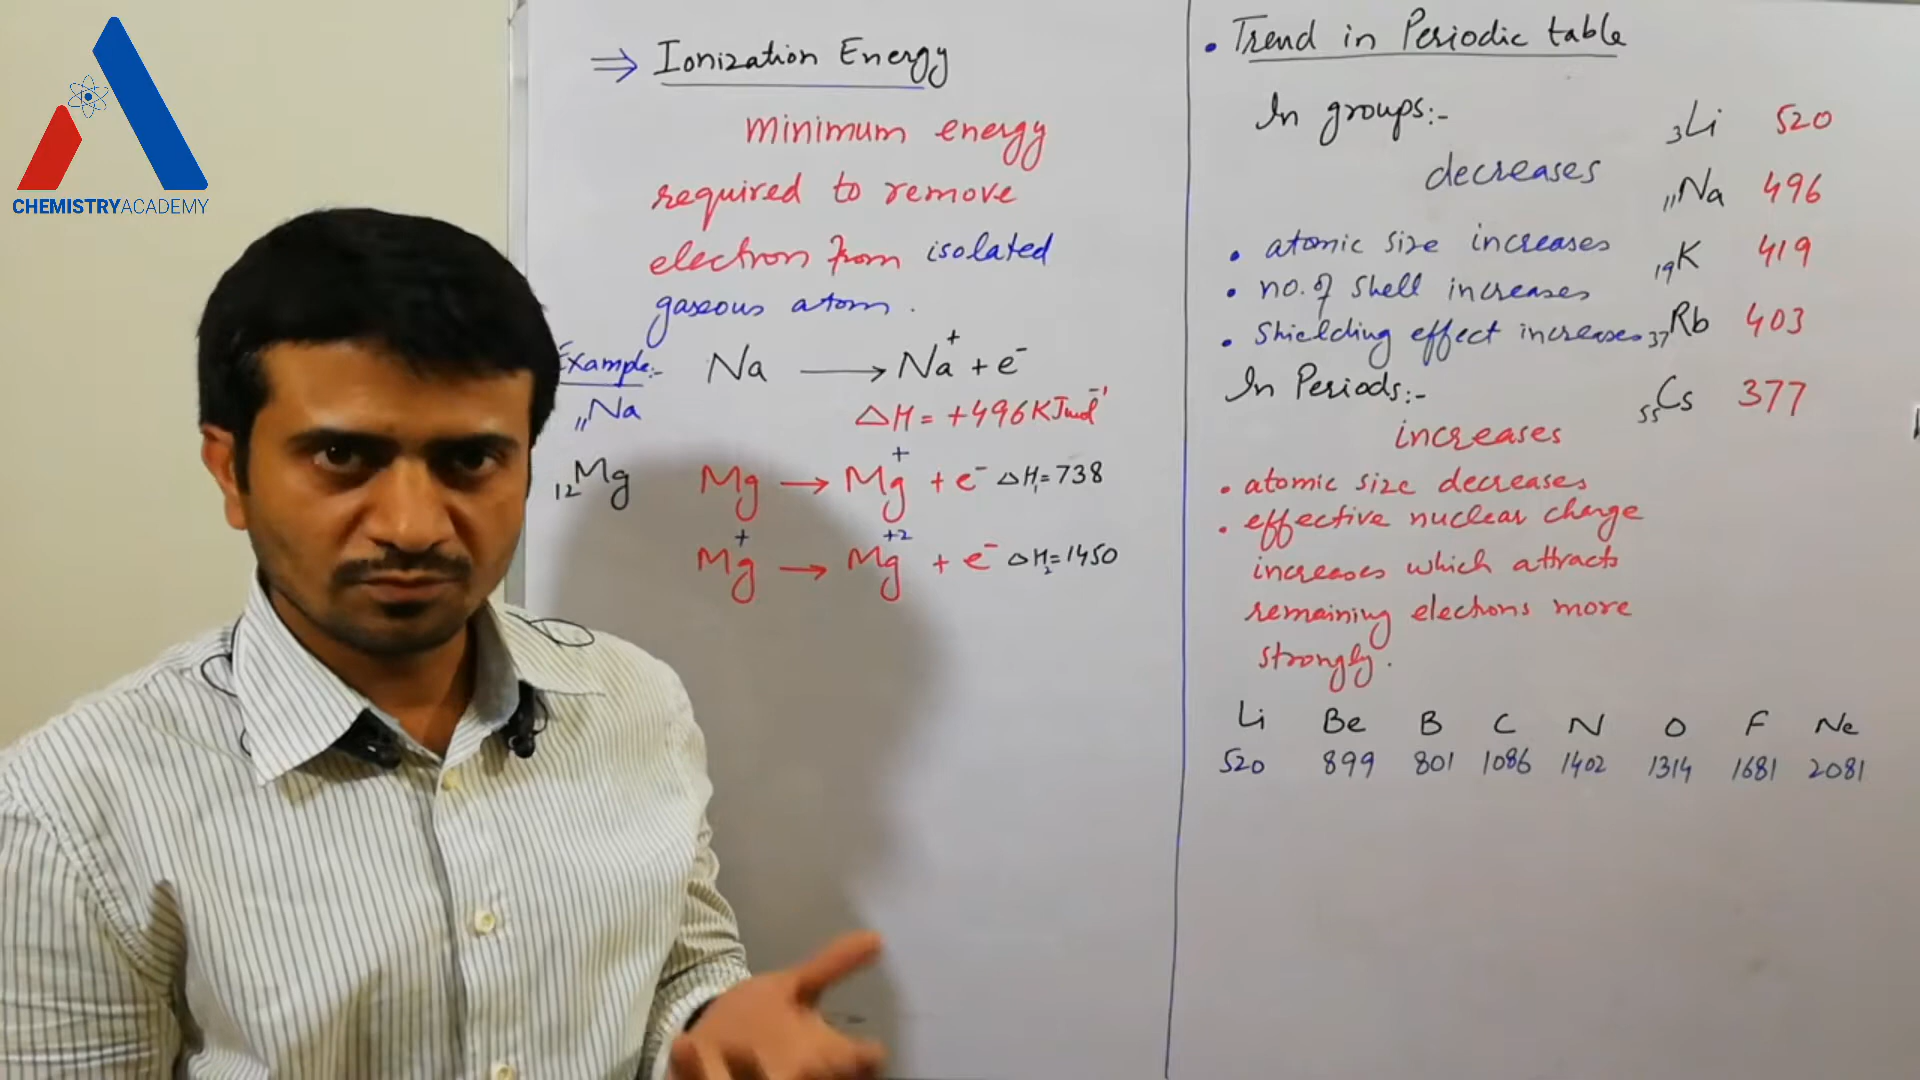 CHEMISTRYACADEMY
⇒ Ionization Energy
Minimum energy
required to remove
electron from isolated
gaseous atom.
Example:- Na ⟶ Na⁺ + e⁻
₁₁Na ΔH = +496KJmol⁻¹
₁₂Mg Mg → Mg⁺ + e⁻ ΔH₁=738
Mg⁺ → Mg⁺² + e⁻ ΔH₂=1450
• Trend in Periodic table
In groups:-
decreases
• atomic size increases
• no. of shell increases
• Shielding effect increases
₃Li 520
₁₁Na 496
₁₉K 419
₃₇Rb 403
₅₅Cs 377
In Periods:-
increases
• atomic size decreases
• effective nuclear charge
increases which attracts
remaining electrons more
strongly.
Li Be B C N O F Ne
520 899 801 1086 1402 1314 1681 2081